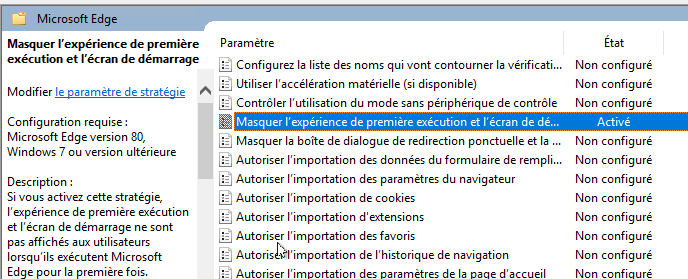 Microsoft Edge
Masquer l'expérience de première
exécution et l'écran de démarrage
Modifier le paramètre de stratégie
Configuration requise :
Microsoft Edge version 80,
Windows 7 ou version ultérieure
Description :
Si vous activez cette stratégie,
l'expérience de première exécution
et l'écran de démarrage ne sont
pas affichés aux utilisateurs
lorsqu'ils exécutent Microsoft
Edge pour la première fois.
Paramètre État
Configurez la liste des noms qui vont contourner la vérificati... Non configuré
Utiliser l'accélération matérielle (si disponible) Non configuré
Contrôler l'utilisation du mode sans périphérique de contrôle Non configuré
Masquer l'expérience de première exécution et l'écran de dé... Activé
Masquer la boîte de dialogue de redirection ponctuelle et la ... Non configuré
Autoriser l'importation des données du formulaire de rempli... Non configuré
Autoriser l'importation des paramètres du navigateur Non configuré
Autoriser l'importation de cookies Non configuré
Autoriser l'importation d'extensions Non configuré
Autoriser l'importation des favoris Non configuré
Autoriser l'importation de l'historique de navigation Non configuré
Autoriser l'importation des paramètres de la page d'accueil Non configuré